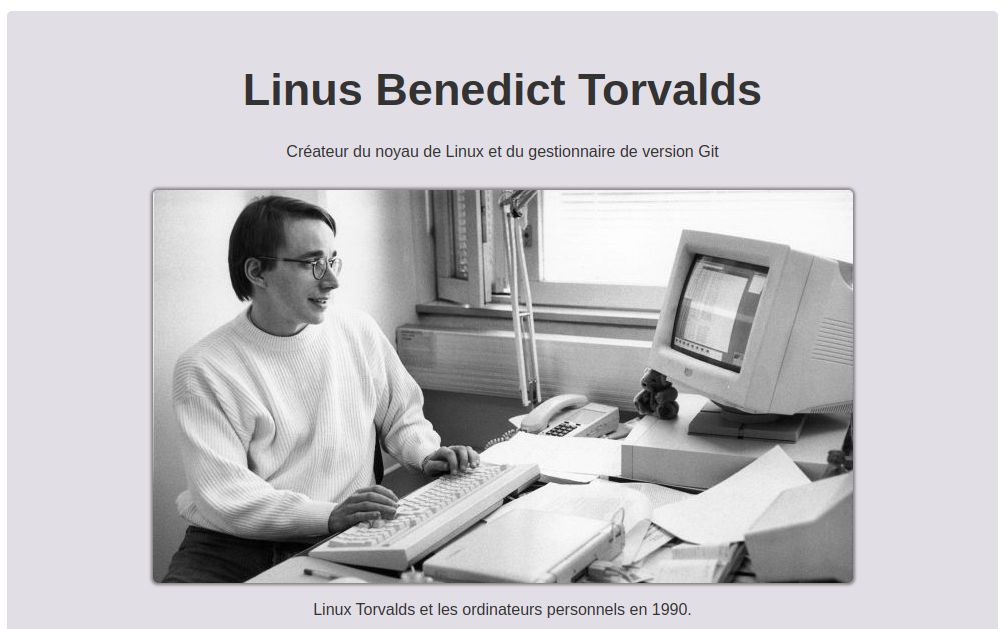 Linus Benedict Torvalds
Créateur du noyau de Linux et du gestionnaire de version Git
Linux Torvalds et les ordinateurs personnels en 1990.